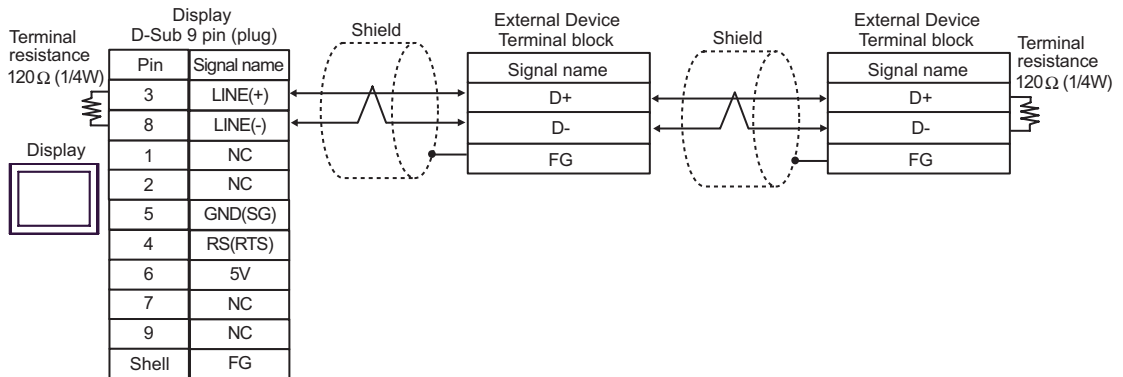 Terminal
resistance
120Ω (1/4W)
Display
D-Sub 9 pin (plug)
Pin Signal name
3 LINE(+)
8 LINE(-)
1 NC
2 NC
5 GND(SG)
4 RS(RTS)
6 5V
7 NC
9 NC
Shell FG
Display
Shield
External Device
Terminal block
Signal name
D+
D-
FG
Shield
External Device
Terminal block
Signal name
D+
D-
FG
Terminal
resistance
120Ω (1/4W)